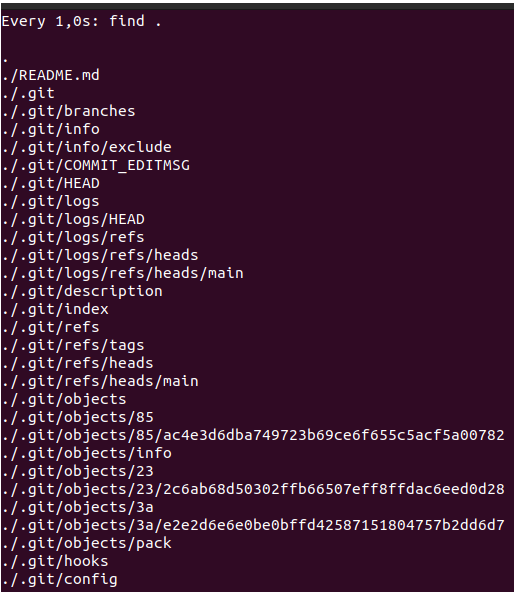 Every 1,0s: find .
.
./README.md
./.git
./.git/branches
./.git/info
./.git/info/exclude
./.git/COMMIT_EDITMSG
./.git/HEAD
./.git/logs
./.git/logs/HEAD
./.git/logs/refs
./.git/logs/refs/heads
./.git/logs/refs/heads/main
./.git/description
./.git/index
./.git/refs
./.git/refs/tags
./.git/refs/heads
./.git/refs/heads/main
./.git/objects
./.git/objects/85
./.git/objects/85/ac4e3d6dba749723b69ce6f655c5acf5a00782
./.git/objects/info
./.git/objects/23
./.git/objects/23/2c6ab68d50302ffb66507eff8ffdac6eed0d28
./.git/objects/3a
./.git/objects/3a/e2e2d6e6e0be0bffd42587151804757b2dd6d7
./.git/objects/pack
./.git/hooks
./.git/config